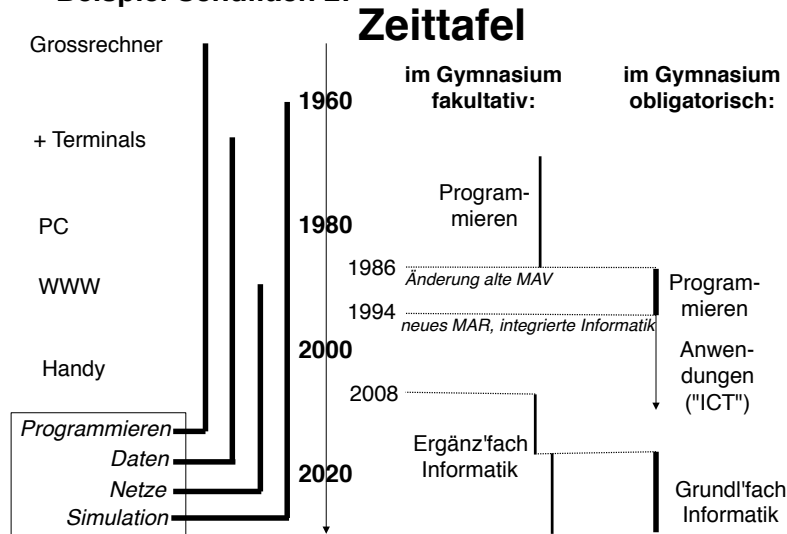 Zeittafel
Grossrechner
+ Terminals
PC
WWW
Handy
Programmieren
Daten
Netze
Simulation
1960
1980
2000
2020
im Gymnasium
fakultativ:
im Gymnasium
obligatorisch:
Program-
mieren
1986
Änderung alte MAV
1994
neues MAR, integrierte Informatik
2008
Ergänz'fach
Informatik
Program-
mieren
Anwen-
dungen
("ICT")
Grundl'fach
Informatik